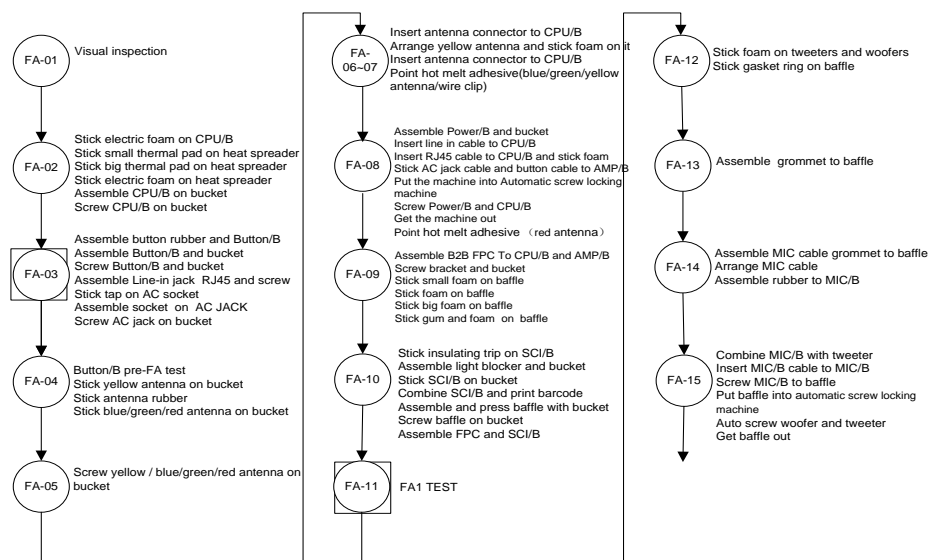 FA-01
Visual inspection
FA-02
Stick electric foam on CPU/B
Stick small thermal pad on heat spreader
Stick big thermal pad on heat spreader
Stick electric foam on heat spreader
Assemble CPU/B on bucket
Screw CPU/B on bucket
FA-03
Assemble button rubber and Button/B
Assemble Button/B and bucket
Screw Button/B and bucket
Assemble Line-in jack RJ45 and screw
Stick tap on AC socket
Assemble socket on AC JACK
Screw AC jack on bucket
FA-04
Button/B pre-FA test
Stick yellow antenna on bucket
Stick antenna rubber
Stick blue/green/red antenna on bucket
FA-05
Screw yellow / blue/green/red antenna on
bucket
FA-
06~07
Insert antenna connector to CPU/B
Arrange yellow antenna and stick foam on it
Insert antenna connector to CPU/B
Point hot melt adhesive(blue/green/yellow
antenna/wire clip)
FA-08
Assemble Power/B and bucket
Insert line in cable to CPU/B
Insert RJ45 cable to CPU/B and stick foam
Stick AC jack cable and button cable to AMP/B
Put the machine into Automatic screw locking
machine
Screw Power/B and CPU/B
Get the machine out
Point hot melt adhesive （red antenna）
FA-09
Assemble B2B FPC To CPU/B and AMP/B
Screw bracket and bucket
Stick small foam on baffle
Stick foam on baffle
Stick big foam on baffle
Stick gum and foam on baffle
FA-10
Stick insulating trip on SCI/B
Assemble light blocker and bucket
Stick SCI/B on bucket
Combine SCI/B and print barcode
Assemble and press baffle with bucket
Screw baffle on bucket
Assemble FPC and SCI/B
FA-11
FA1 TEST
FA-12
Stick foam on tweeters and woofers
Stick gasket ring on baffle
FA-13
Assemble grommet to baffle
FA-14
Assemble MIC cable grommet to baffle
Arrange MIC cable
Assemble rubber to MIC/B
FA-15
Combine MIC/B with tweeter
Insert MIC/B cable to MIC/B
Screw MIC/B to baffle
Put baffle into automatic screw locking
machine
Auto screw woofer and tweeter
Get baffle out